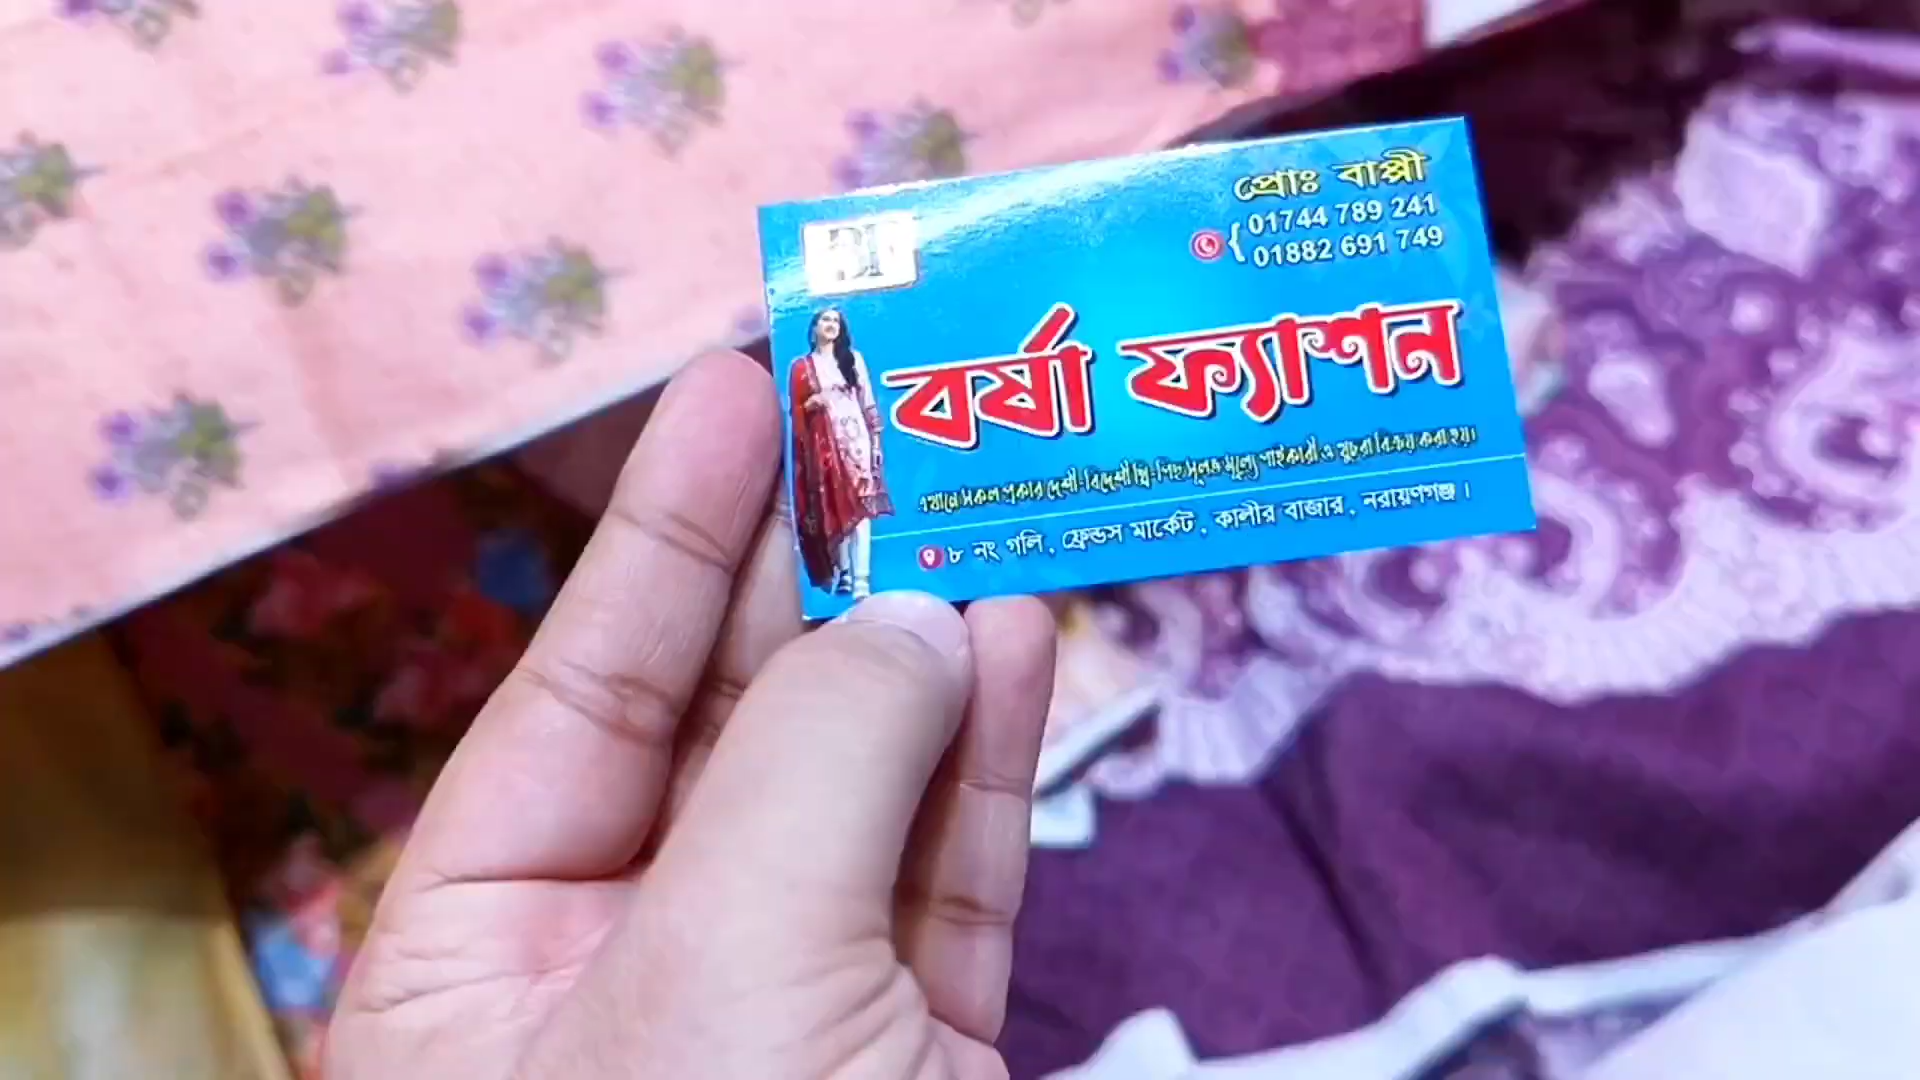 প্রোঃ বাপ্পী
01744 789 241
01882 691 749
বর্ষা ফ্যাশন
এখানে সকল প্রকার দেশী-বিদেশী থ্রি-পিছ সূলভ মূল্যে পাইকারী ও খুচরা বিক্রয় করা হয়।
৮ নং গলি, ফ্রেন্ডস মার্কেট, কালীর বাজার, নরায়ণগঞ্জ।